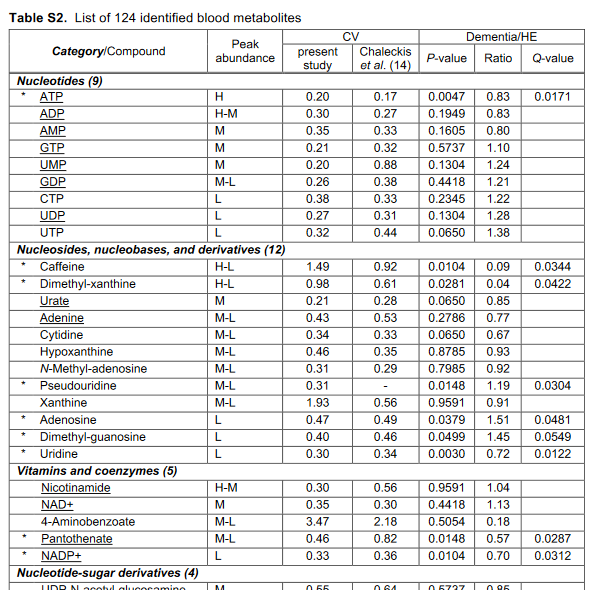 Table S2. List of 124 identified blood metabolites
Category/Compound Peak abundance CV Dementia/HE
present study Chaleckis et al. (14) P-value Ratio Q-value
Nucleotides (9)
* ATP H 0.20 0.17 0.0047 0.83 0.0171
ADP H-M 0.30 0.27 0.1949 0.83
AMP M 0.35 0.33 0.1605 0.80
GTP M 0.21 0.32 0.5737 1.10
UMP M 0.20 0.88 0.1304 1.24
GDP M-L 0.26 0.38 0.4418 1.21
CTP L 0.38 0.33 0.2345 1.22
UDP L 0.27 0.31 0.1304 1.28
UTP L 0.32 0.44 0.0650 1.38
Nucleosides, nucleobases, and derivatives (12)
* Caffeine H-L 1.49 0.92 0.0104 0.09 0.0344
* Dimethyl-xanthine H-L 0.98 0.61 0.0281 0.04 0.0422
Urate M 0.21 0.28 0.0650 0.85
Adenine M-L 0.43 0.53 0.2786 0.77
Cytidine M-L 0.34 0.33 0.0650 0.67
Hypoxanthine M-L 0.46 0.35 0.8785 0.93
N-Methyl-adenosine M-L 0.31 0.29 0.7985 0.92
* Pseudouridine M-L 0.31 - 0.0148 1.19 0.0304
Xanthine M-L 1.93 0.56 0.9591 0.91
* Adenosine L 0.47 0.49 0.0379 1.51 0.0481
* Dimethyl-guanosine L 0.40 0.46 0.0499 1.45 0.0549
* Uridine L 0.30 0.34 0.0030 0.72 0.0122
Vitamins and coenzymes (5)
Nicotinamide H-M 0.30 0.56 0.9591 1.04
NAD+ M 0.35 0.30 0.4418 1.13
4-Aminobenzoate M-L 3.47 2.18 0.5054 0.18
* Pantothenate M-L 0.46 0.82 0.0148 0.57 0.0287
* NADP+ L 0.33 0.36 0.0104 0.70 0.0312
Nucleotide-sugar derivatives (4)
UDP-N-acetyl-glucosamine M 0.55 0.64 0.5737 0.85